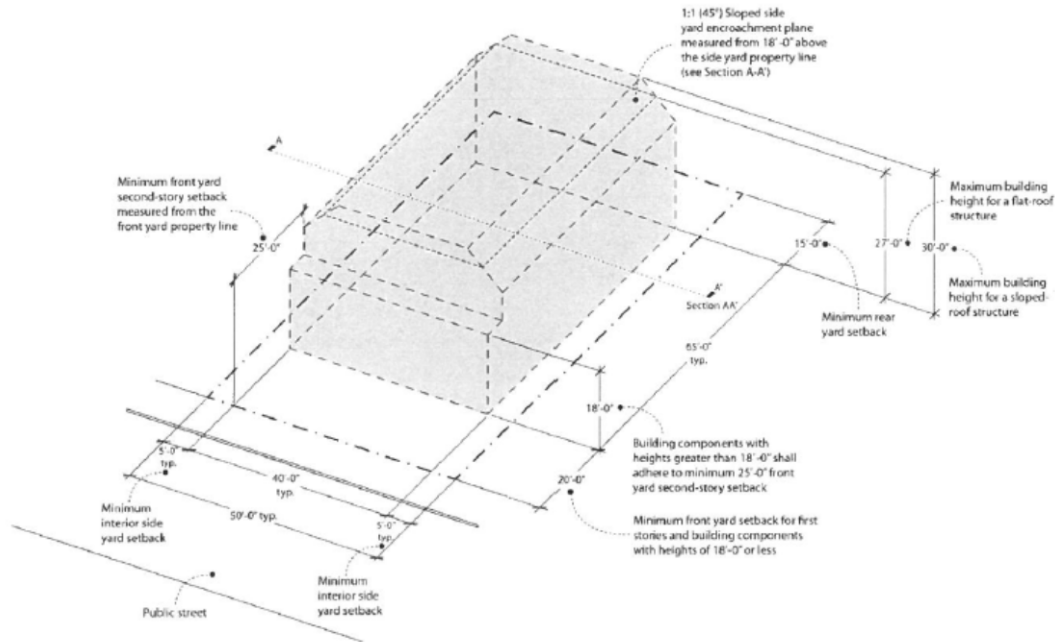 1:1 (45°) Sloped side
yard encroachment plane
measured from 18'-0" above
the side yard property line
(see Section A-A')
A
Minimum front yard
second-story setback
measured from the
front yard property line
25'-0"
15'-0"
27'-0"
30'-0"
Maximum building
height for a flat-roof
structure
Maximum building
height for a sloped-
roof structure
A'
Section AA'
Minimum rear
yard setback
65'-0"
typ.
18'-0"
Building components with
heights greater than 18'-0" shall
adhere to minimum 25'-0" front
yard second-story setback
20'-0"
Minimum front yard setback for first
stories and building components
with heights of 18'-0" or less
5'-0"
typ.
40'-0"
typ.
50'-0" typ.
5'-0"
typ.
Minimum
interior side
yard setback
Minimum
interior side
yard setback
Public street